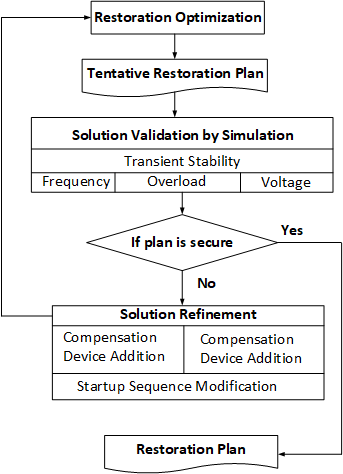 Restoration Optimization
Tentative Restoration Plan
Solution Validation by Simulation
Transient Stability
Frequency Overload Voltage
If plan is secure
Yes
No
Solution Refinement
Compensation Device Addition
Compensation Device Addition
Startup Sequence Modification
Restoration Plan